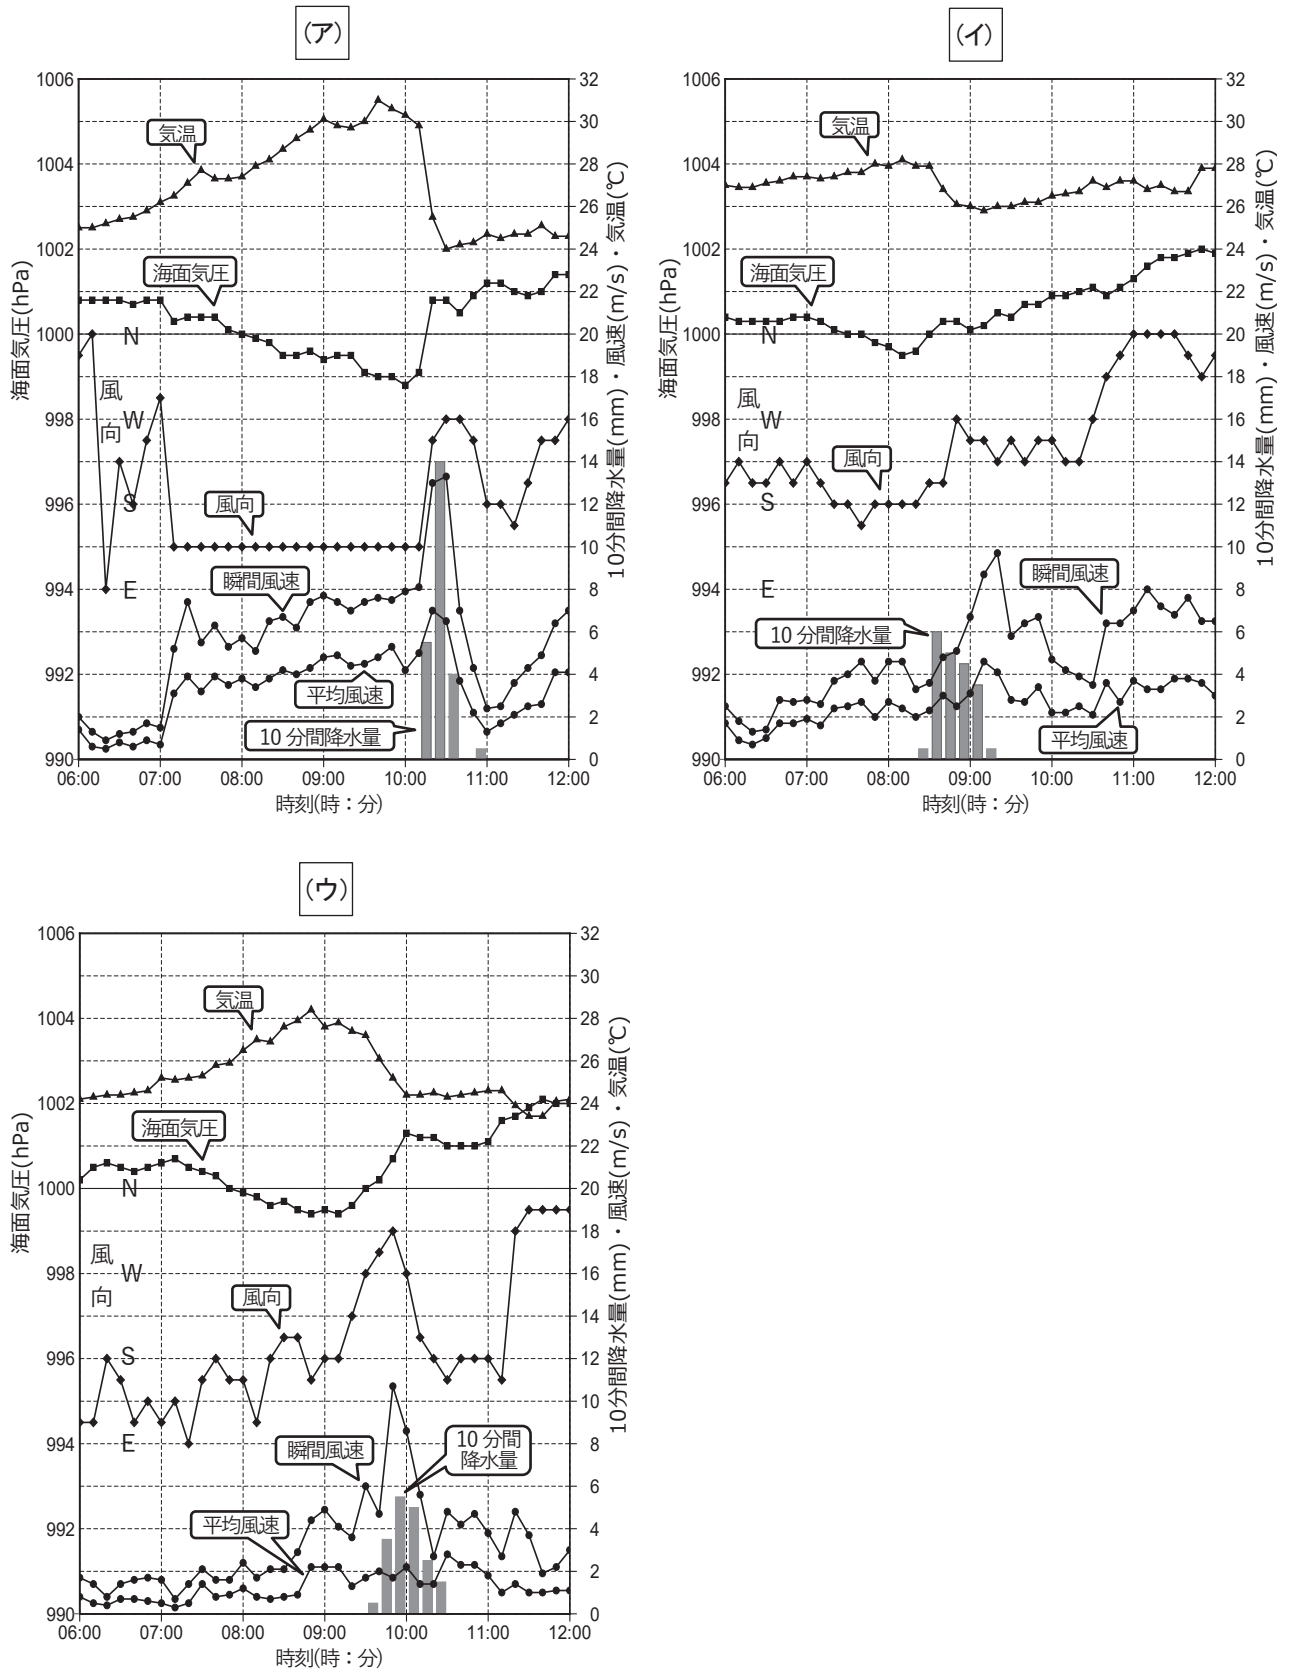 (ア)
1006
1004
1002
1000
998
996
994
992
990
32
30
28
26
24
22
20
18
16
14
12
10
8
6
4
2
0
海面気圧(hPa)
10分間降水量(mm)・風速(m/s)・気温(℃)
気温
海面気圧
N
風向
W
S
E
風向
瞬間風速
平均風速
10 分間降水量
06:00 07:00 08:00 09:00 10:00 11:00 12:00
時刻(時：分)
(イ)
1006
1004
1002
1000
998
996
994
992
990
32
30
28
26
24
22
20
18
16
14
12
10
8
6
4
2
0
海面気圧(hPa)
10分間降水量(mm)・風速(m/s)・気温(℃)
気温
海面気圧
N
風向
W
風向
S
E
瞬間風速
10 分間降水量
平均風速
06:00 07:00 08:00 09:00 10:00 11:00 12:00
時刻(時：分)
(ウ)
1006
1004
1002
1000
998
996
994
992
990
32
30
28
26
24
22
20
18
16
14
12
10
8
6
4
2
0
海面気圧(hPa)
10分間降水量(mm)・風速(m/s)・気温(℃)
気温
海面気圧
N
風向
W
風向
S
E
瞬間風速
10 分間
降水量
平均風速
06:00 07:00 08:00 09:00 10:00 11:00 12:00
時刻(時：分)